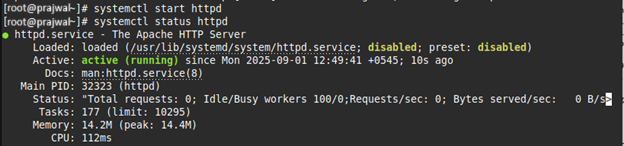 [root@prajwal ~]# systemctl start httpd
[root@prajwal ~]# systemctl status httpd
● httpd.service - The Apache HTTP Server
Loaded: loaded (/usr/lib/systemd/system/httpd.service; disabled; preset: disabled)
Active: active (running) since Mon 2025-09-01 12:49:41 +0545; 10s ago
Docs: man:httpd.service(8)
Main PID: 32323 (httpd)
Status: "Total requests: 0; Idle/Busy workers 100/0;Requests/sec: 0; Bytes served/sec:   0 B/s>
Tasks: 177 (limit: 10295)
Memory: 14.2M (peak: 14.4M)
CPU: 112ms